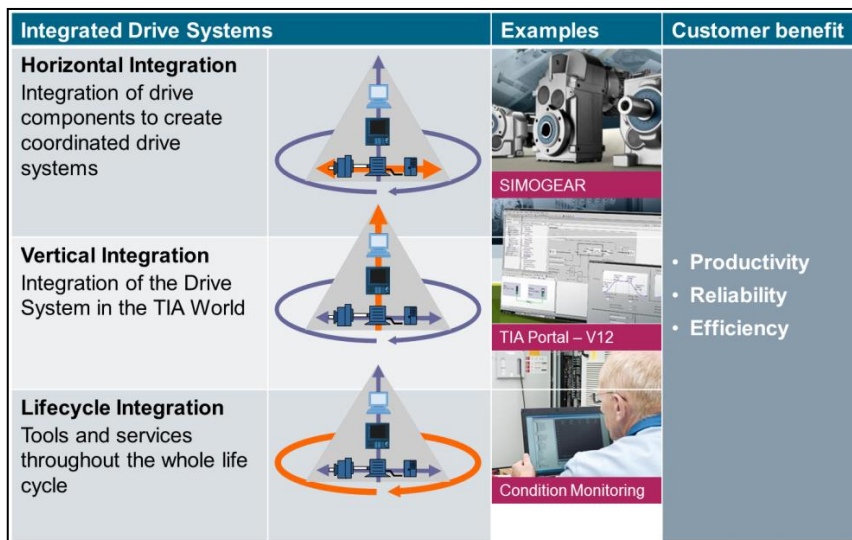 Integrated Drive Systems
Examples
Customer benefit
Horizontal Integration
Integration of drive
components to create
coordinated drive
systems
SIMOGEAR
Vertical Integration
Integration of the Drive
System in the TIA World
TIA Portal – V12
• Productivity
• Reliability
• Efficiency
Lifecycle Integration
Tools and services
throughout the whole life
cycle
Condition Monitoring